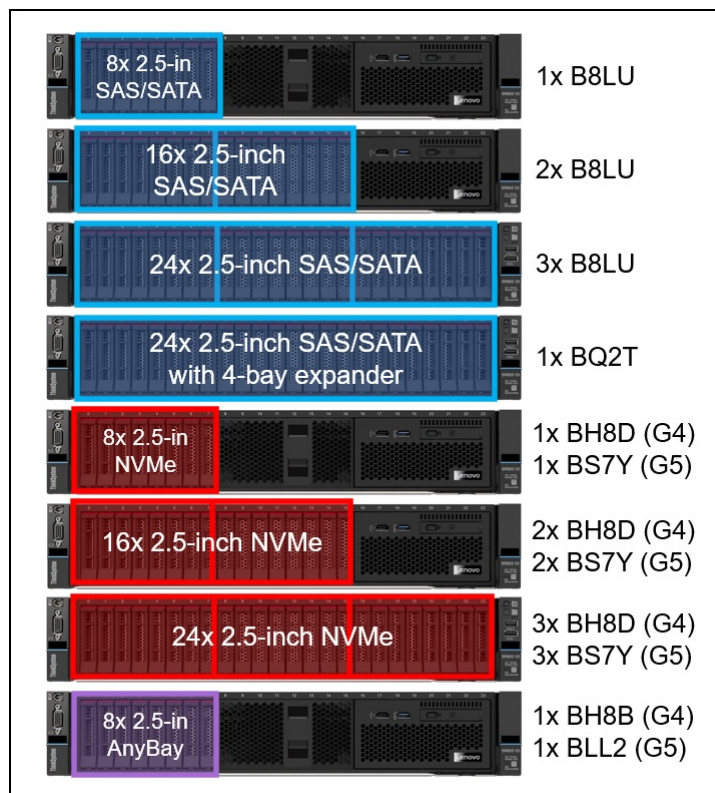 8x 2.5-in
SAS/SATA
1x B8LU
16x 2.5-inch
SAS/SATA
2x B8LU
24x 2.5-inch SAS/SATA
3x B8LU
24x 2.5-inch SAS/SATA
with 4-bay expander
1x BQ2T
8x 2.5-in
NVMe
1x BH8D (G4)
1x BS7Y (G5)
16x 2.5-inch NVMe
2x BH8D (G4)
2x BS7Y (G5)
24x 2.5-inch NVMe
3x BH8D (G4)
3x BS7Y (G5)
8x 2.5-in
AnyBay
1x BH8B (G4)
1x BLL2 (G5)